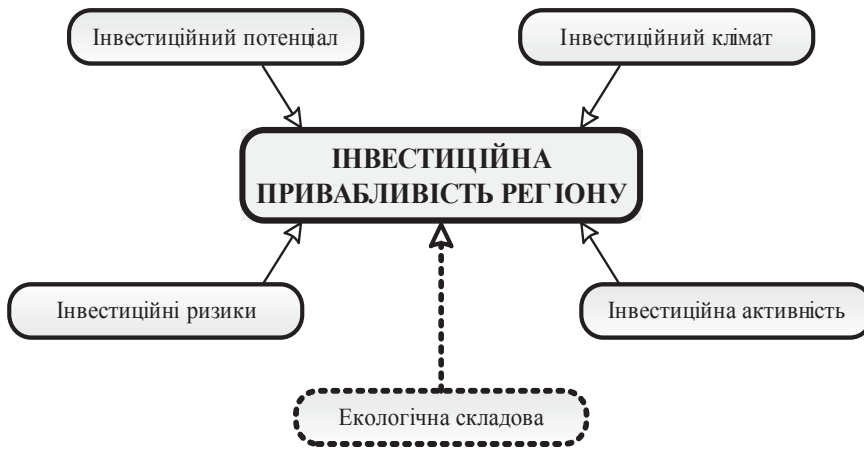 Інвестиційний потенціал
Інвестиційний клімат
ІНВЕСТИЦІЙНА
ПРИВАБЛИВІСТЬ РЕГІОНУ
Інвестиційні ризики
Інвестиційна активність
Екологічна складова